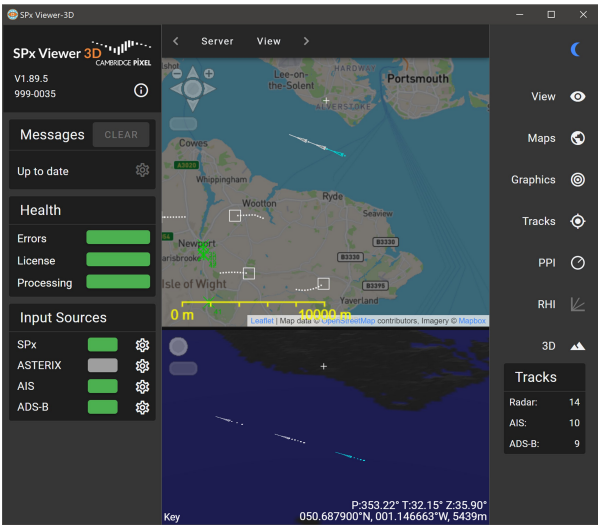 SPx Viewer-3D
SPx Viewer 3D
CAMBRIDGE PIXEL
V1.89.5
999-0035
Messages
CLEAR
Up to date
Health
Errors
License
Processing
Input Sources
SPx
ASTERIX
AIS
ADS-B
Server
View
HARDWAY
Lee-on-
the-Solent
Portsmouth
ALVERSTOKE
Cowes
A3020
Whippingham
Wootton
Ryde
Seaview
B3330
Newport
B3330
Isle of Wight
B3395
Yaverland
0 m
10000 m
Leaflet | Map data © OpenStreetMap contributors, Imagery © Mapbox
Key
P:353.22° T:32.15° Z:35.90°
050.687900°N, 001.146663°W, 5439m
View
Maps
Graphics
Tracks
PPI
RHI
3D
Tracks
Radar: 14
AIS: 10
ADS-B: 9